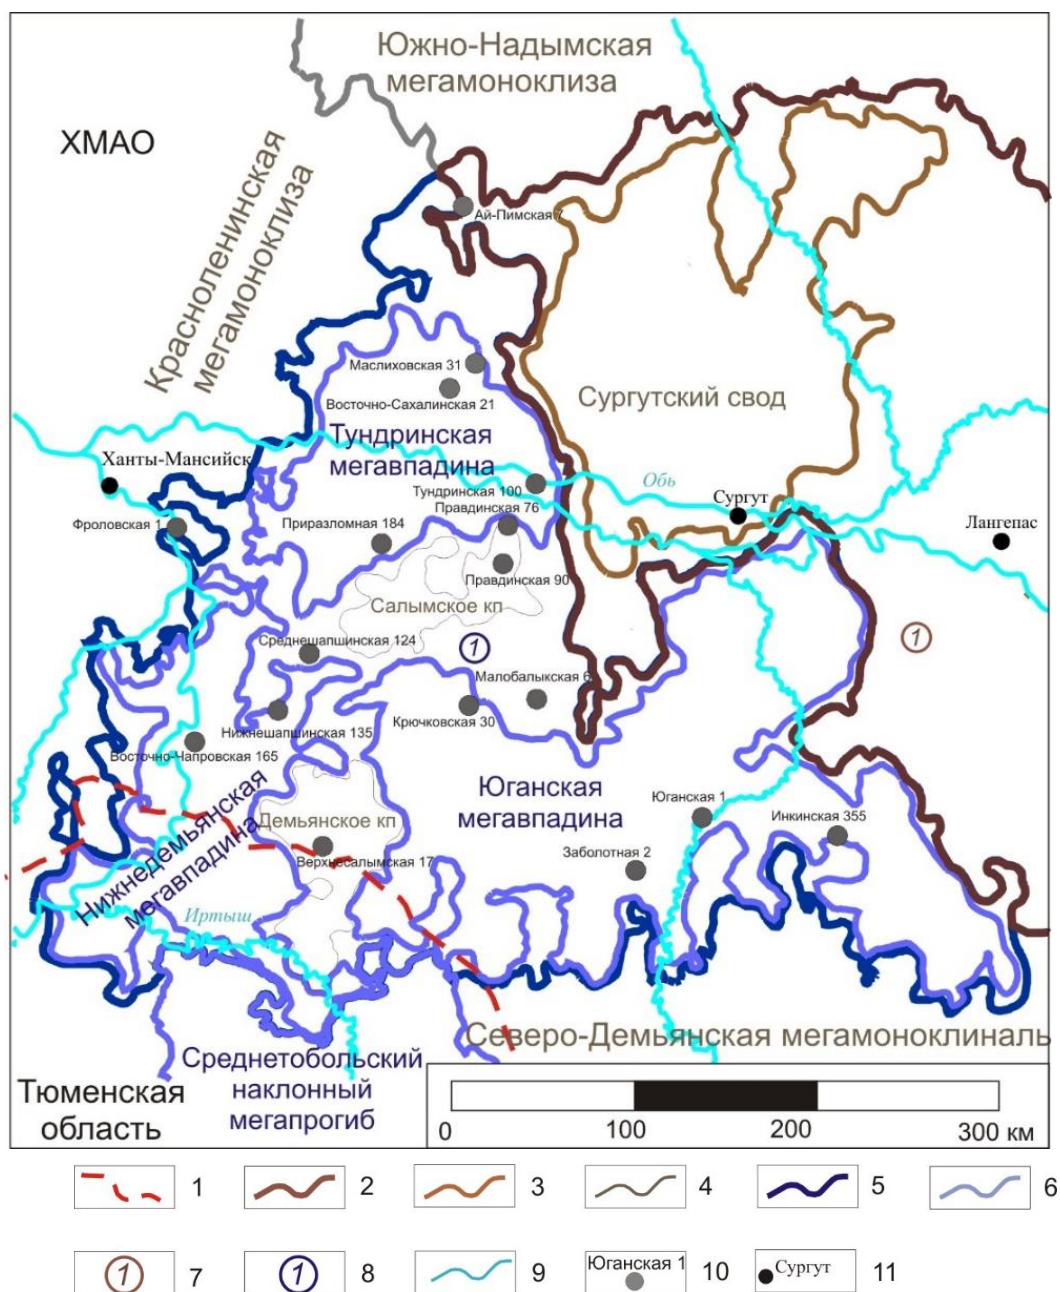 Южно-Надымская
мегамоноклиза
ХМАО
Красноленинская
мегамоноклиза
Ай-Пимская 7
Маслиховская 31
Восточно-Сахалинская 21
Сургутский свод
Тундринская
мегавпадина
Ханты-Мансийск
Тундринская 100
Обь
Сургут
Правдинская 76
Фроловская 1
Приразломная 184
Лангепас
Правдинская 90
Салымское кп
Среднешапшинская 124
1
1
Малобалыкская 6
Крючковская 30
Нижнешапшинская 135
Восточно-Чапровская 165
Юганская
мегавпадина
Юганская 1
Инкинская 355
Демьянское кп
Нижнедемьянская
мегавпадина
Верхнесалымская 17
Заболотная 2
Иртыш
Северо-Демьянская мегамоноклиналь
Среднетобольский
наклонный
мегапрогиб
Тюменская
область
0 100 200 300 км
1 2 3 4 5 6
1 7 1 8 9 Юганская 1 10 Сургут 11